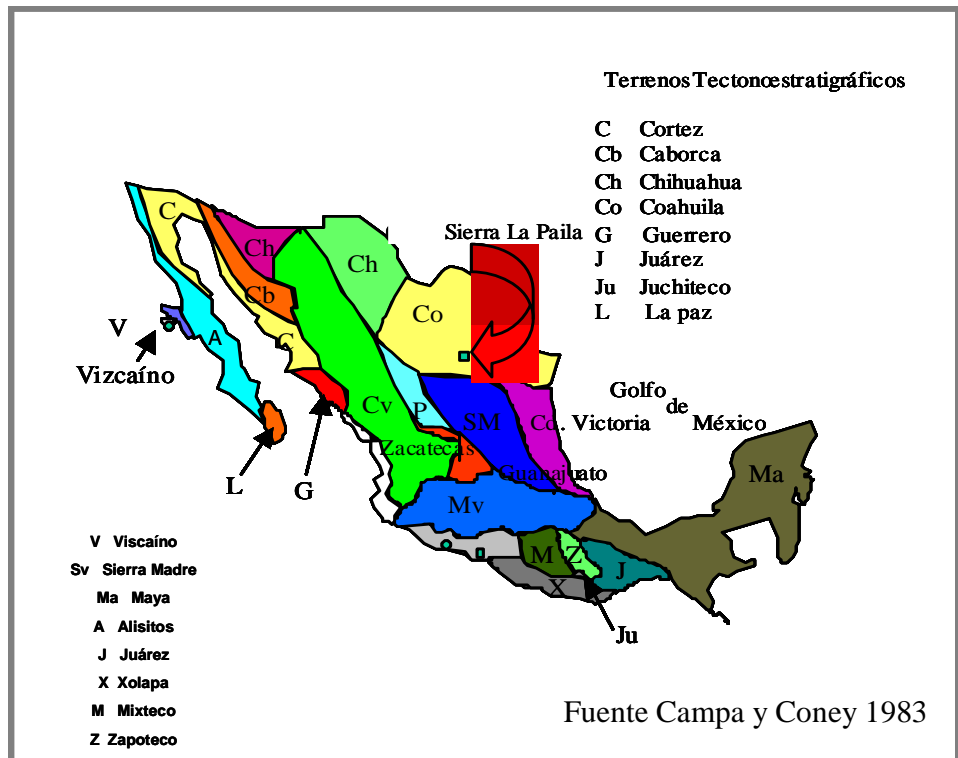 Terrenos Tectonoestratigráficos
C Cortez
Cb Caborca
Ch Chihuahua
Co Coahuila
G Guerrero
J Juárez
Ju Juchiteco
L La paz
Sierra La Paila
C
Ch
Ch
Cb
Co
V
A
C
Vizcaíno
Cv
P
SM
Cd. Victoria
Golfo
de
México
Zacatecas
Guanajuato
Ma
L
G
Mv
M
Z
J
X
Ju
V Viscaíno
Sv Sierra Madre
Ma Maya
A Alisitos
J Juárez
X Xolapa
M Mixteco
Z Zapoteco
Fuente Campa y Coney 1983